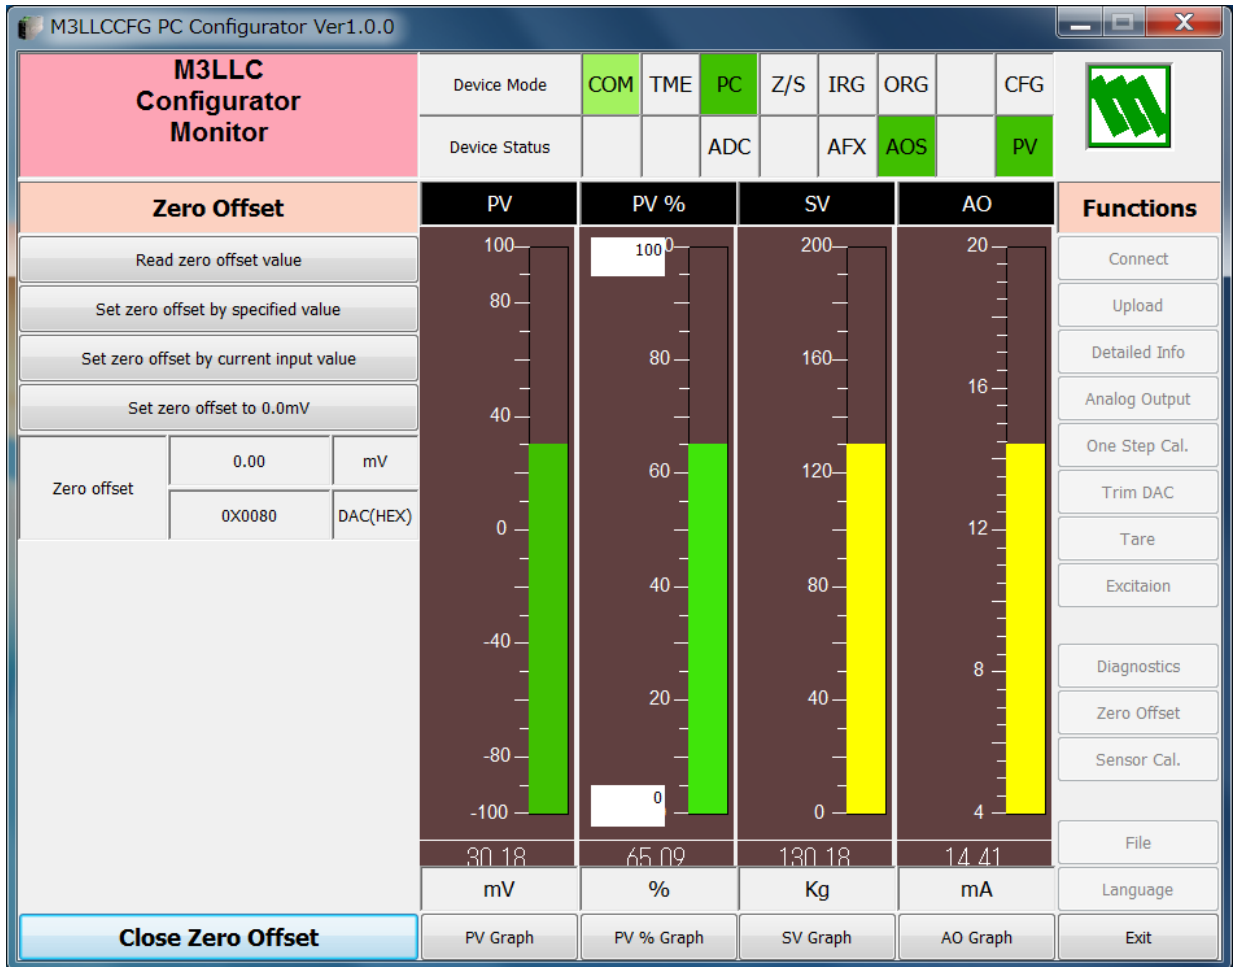 M3LLCCFG PC Configurator Ver1.0.0
M3LLC
Configurator
Monitor
Device Mode COM TME PC Z/S IRG ORG CFG
Device Status ADC AFX AOS PV
Zero Offset
Read zero offset value
Set zero offset by specified value
Set zero offset by current input value
Set zero offset to 0.0mV
Zero offset
0.00 mV
0X0080 DAC(HEX)
Close Zero Offset
PV
100
80
40
0
-40
-80
-100
30.18
mV
PV Graph
PV %
100
80
60
40
20
0
65.09
%
PV % Graph
SV
200
160
120
80
40
0
130.18
Kg
SV Graph
AO
20
16
12
8
4
14.41
mA
AO Graph
Functions
Connect
Upload
Detailed Info
Analog Output
One Step Cal.
Trim DAC
Tare
Excitaion
Diagnostics
Zero Offset
Sensor Cal.
File
Language
Exit